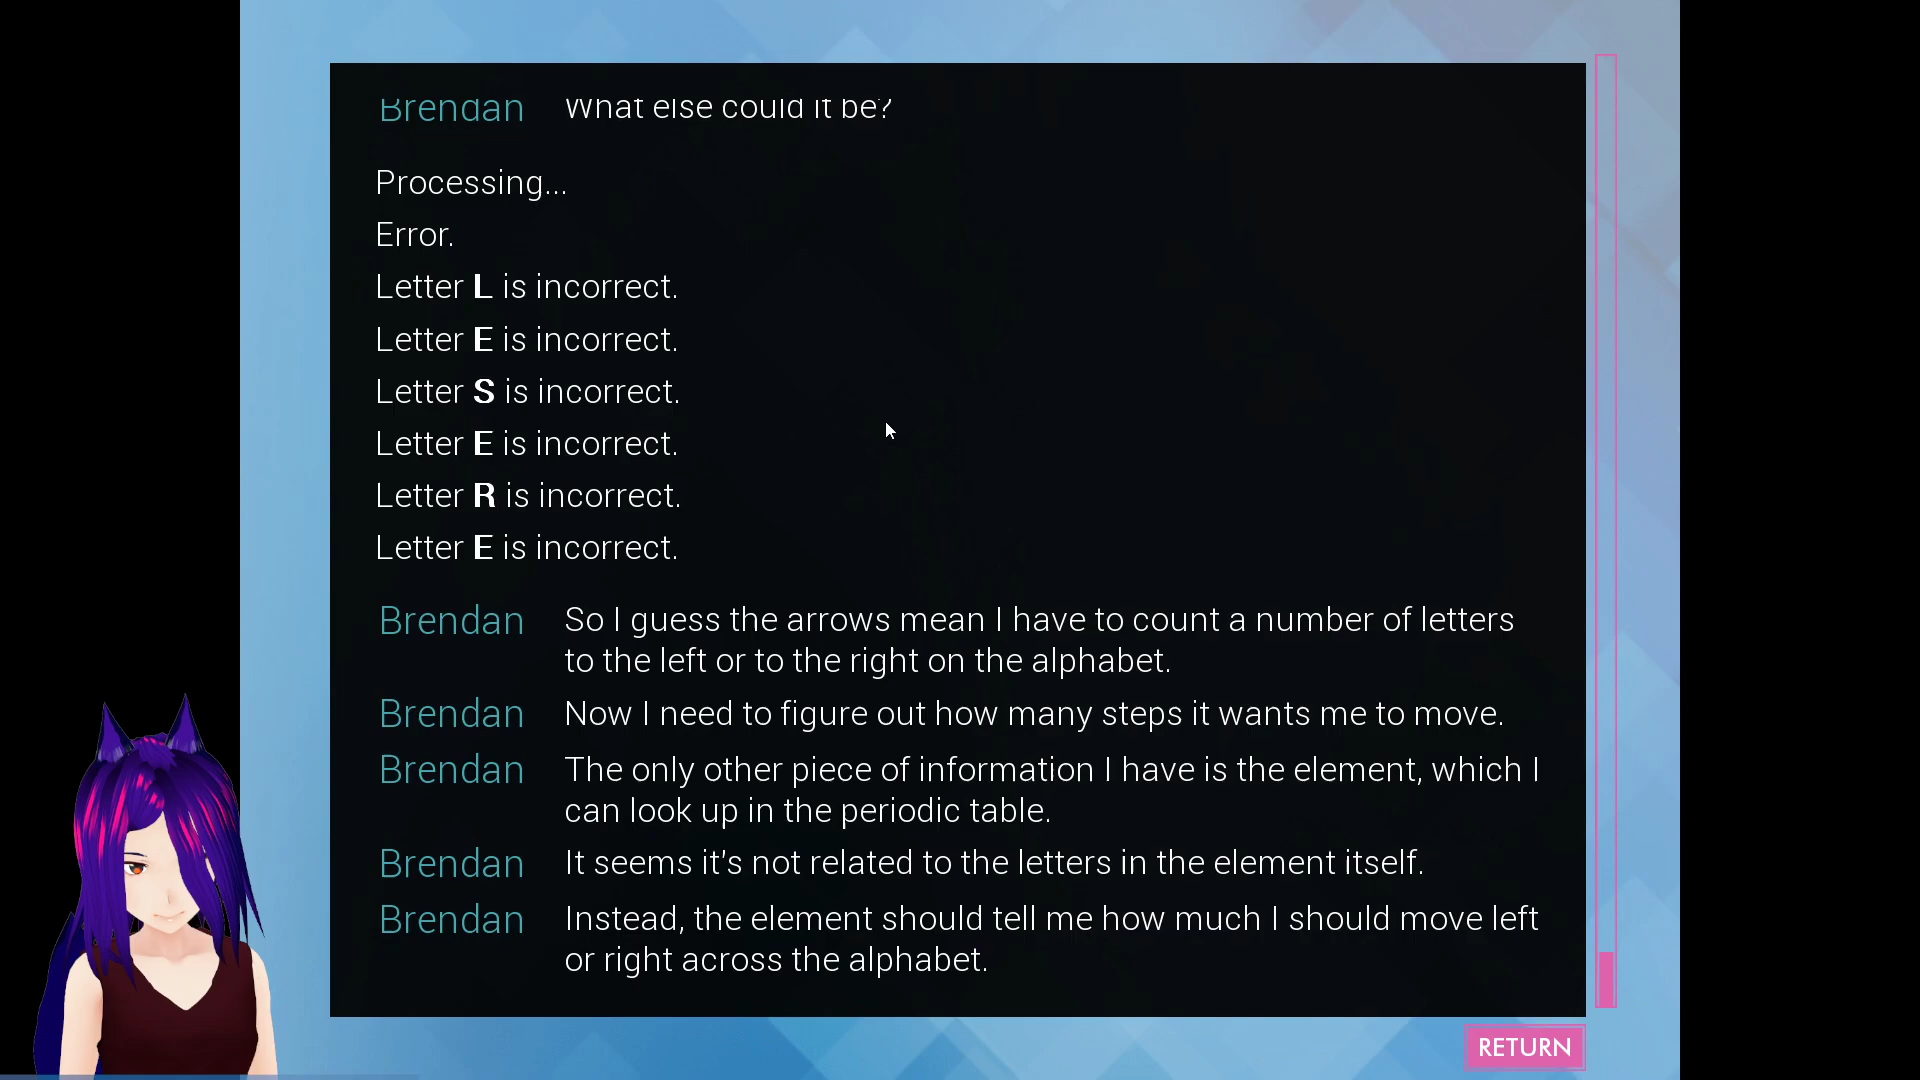 Brendan What else could it be?
Processing...
Error.
Letter L is incorrect.
Letter E is incorrect.
Letter S is incorrect.
Letter E is incorrect.
Letter R is incorrect.
Letter E is incorrect.
Brendan So I guess the arrows mean I have to count a number of letters
to the left or to the right on the alphabet.
Brendan Now I need to figure out how many steps it wants me to move.
Brendan The only other piece of information I have is the element, which I
can look up in the periodic table.
Brendan It seems it's not related to the letters in the element itself.
Brendan Instead, the element should tell me how much I should move left
or right across the alphabet.
RETURN